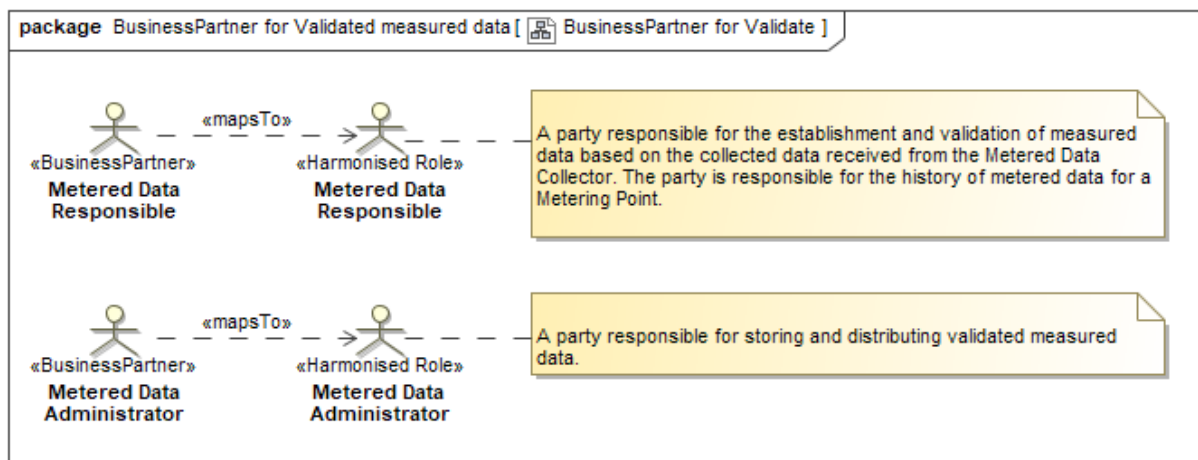 package BusinessPartner for Validated measured data [ BusinessPartner for Validate ]
«mapsTo»
«BusinessPartner»
Metered Data
Responsible
«Harmonised Role»
Metered Data
Responsible
A party responsible for the establishment and validation of measured
data based on the collected data received from the Metered Data
Collector. The party is responsible for the history of metered data for a
Metering Point.
«mapsTo»
«BusinessPartner»
Metered Data
Administrator
«Harmonised Role»
Metered Data
Administrator
A party responsible for storing and distributing validated measured
data.